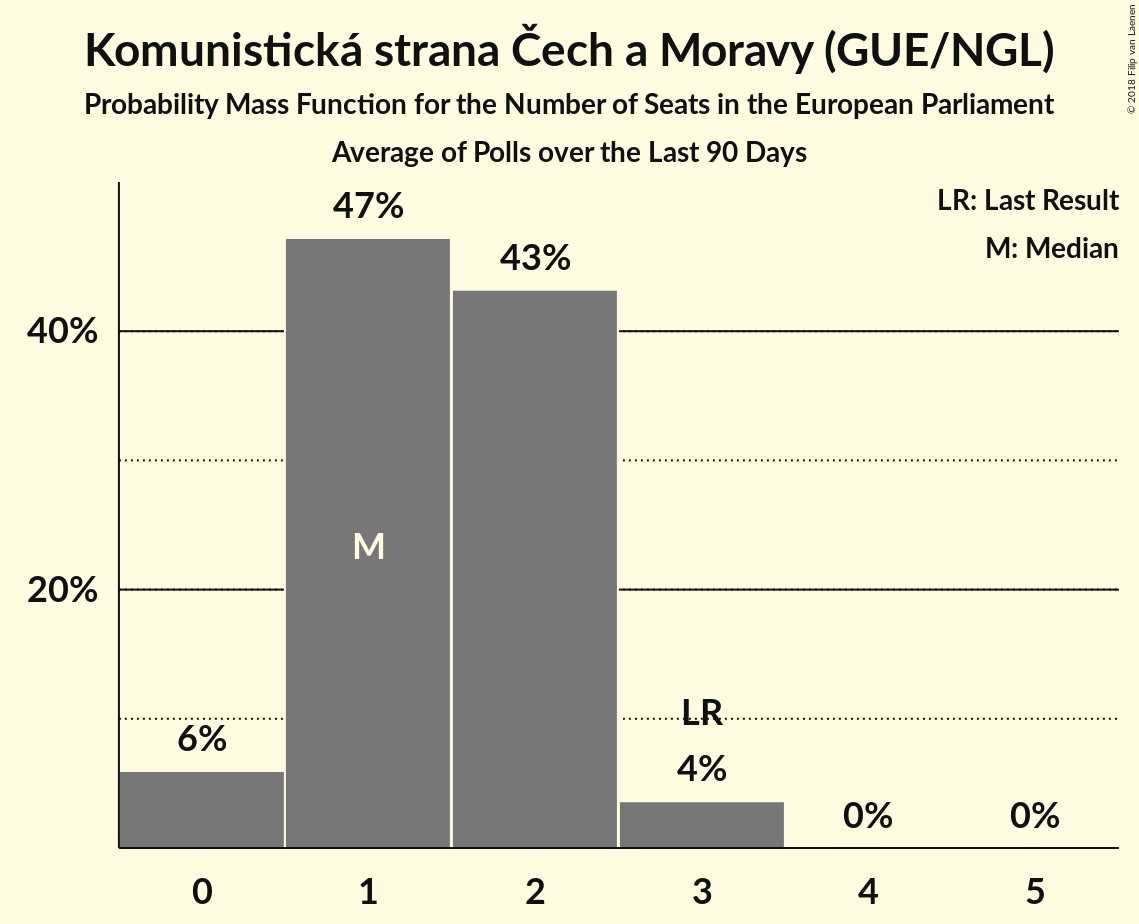 Komunistická strana Čech a Moravy (GUE/NGL)
Probability Mass Function for the Number of Seats in the European Parliament
Average of Polls over the Last 90 Days
© 2018 Filip van Laenen
LR: Last Result
M: Median
47%
43%
40%
M
20%
LR
6%
4%
0%
0%
0
1
2
3
4
5